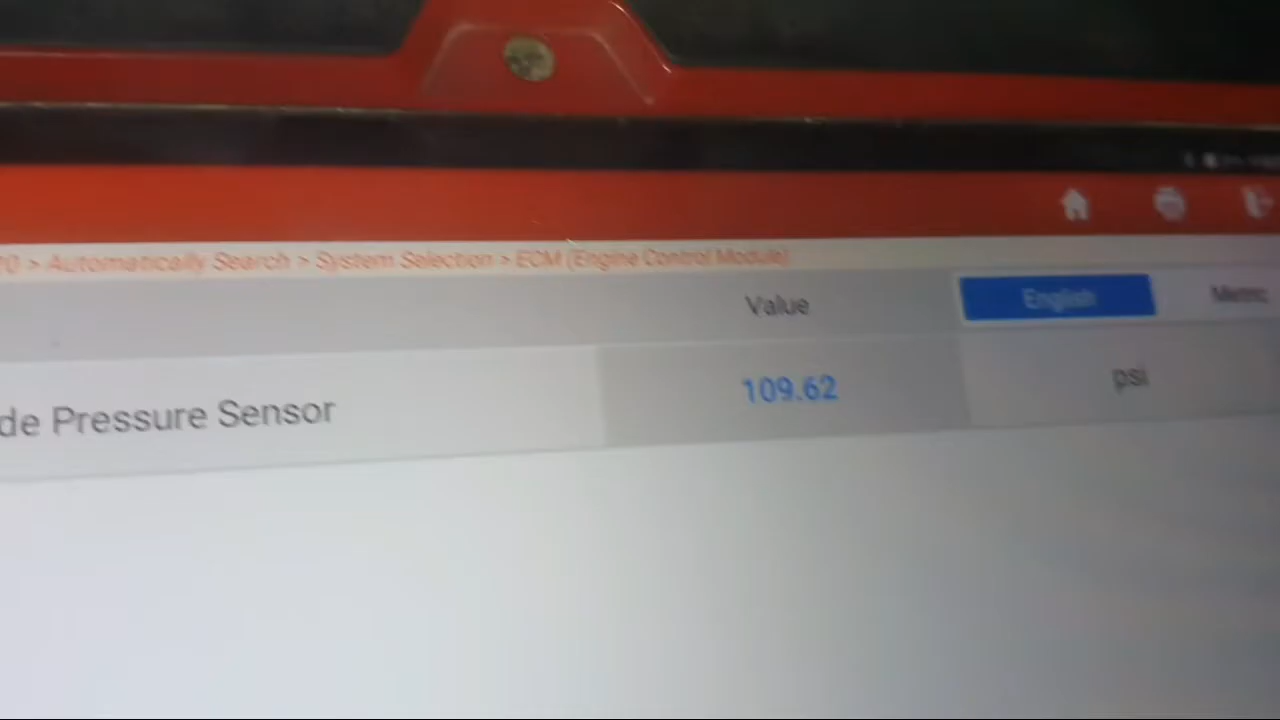 > Automatically Search > System Selection > ECM (Engine Control Module)
Value English Metric
de Pressure Sensor 109.62 psi